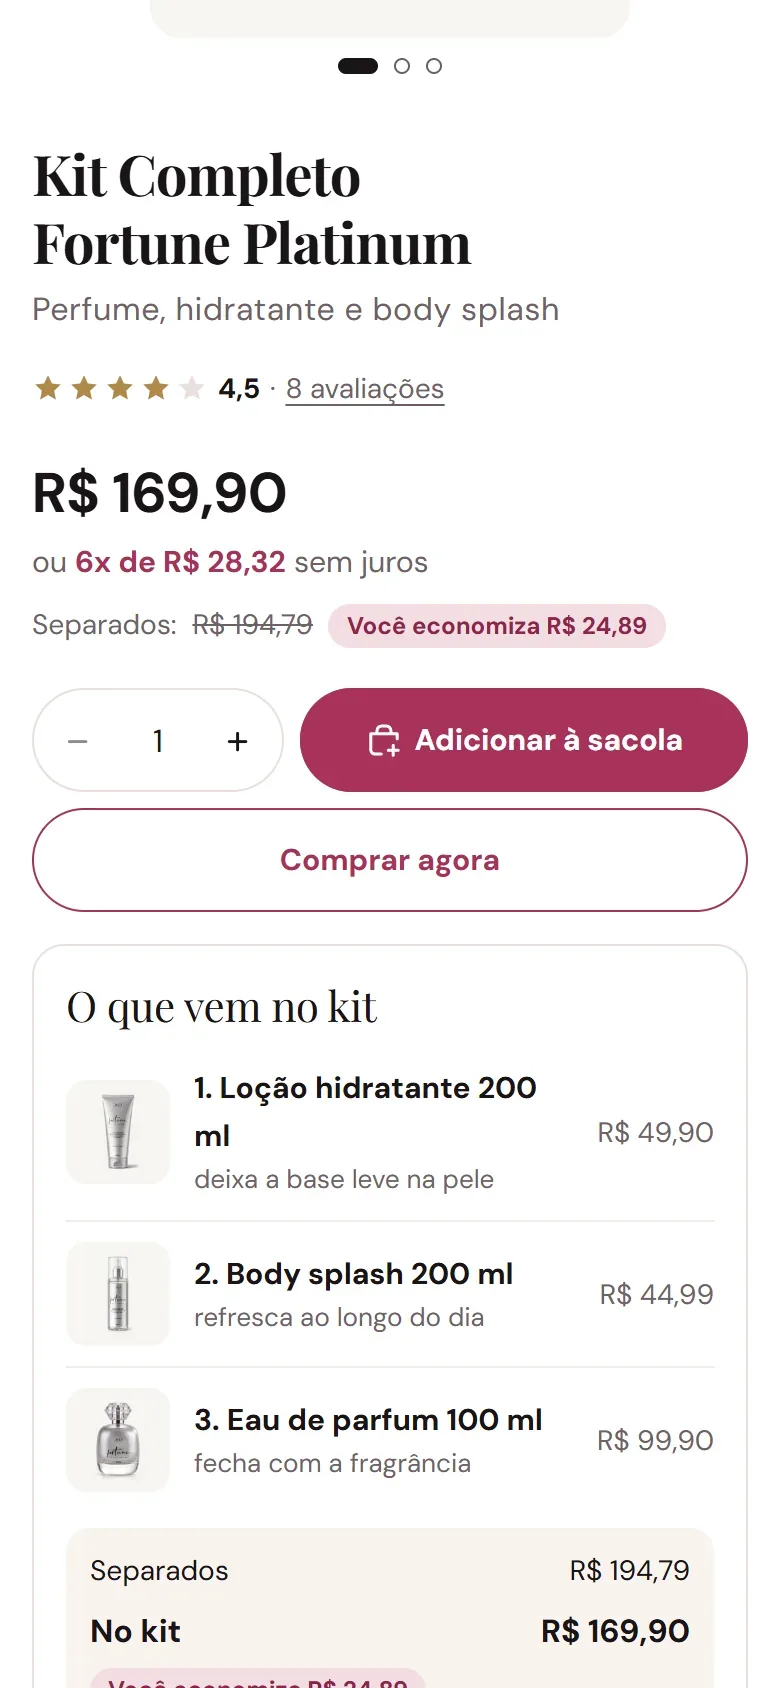 Kit Completo
Fortune Platinum
Perfume, hidratante e body splash
4,5 · 8 avaliações
R$ 169,90
ou 6x de R$ 28,32 sem juros
Separados: R$ 194,79 Você economiza R$ 24,89
− 1 + Adicionar à sacola
Comprar agora
O que vem no kit
1. Loção hidratante 200
ml
R$ 49,90
deixa a base leve na pele
2. Body splash 200 ml
R$ 44,99
refresca ao longo do dia
3. Eau de parfum 100 ml
R$ 99,90
fecha com a fragrância
Separados R$ 194,79
No kit R$ 169,90
Você economiza R$ 24,89